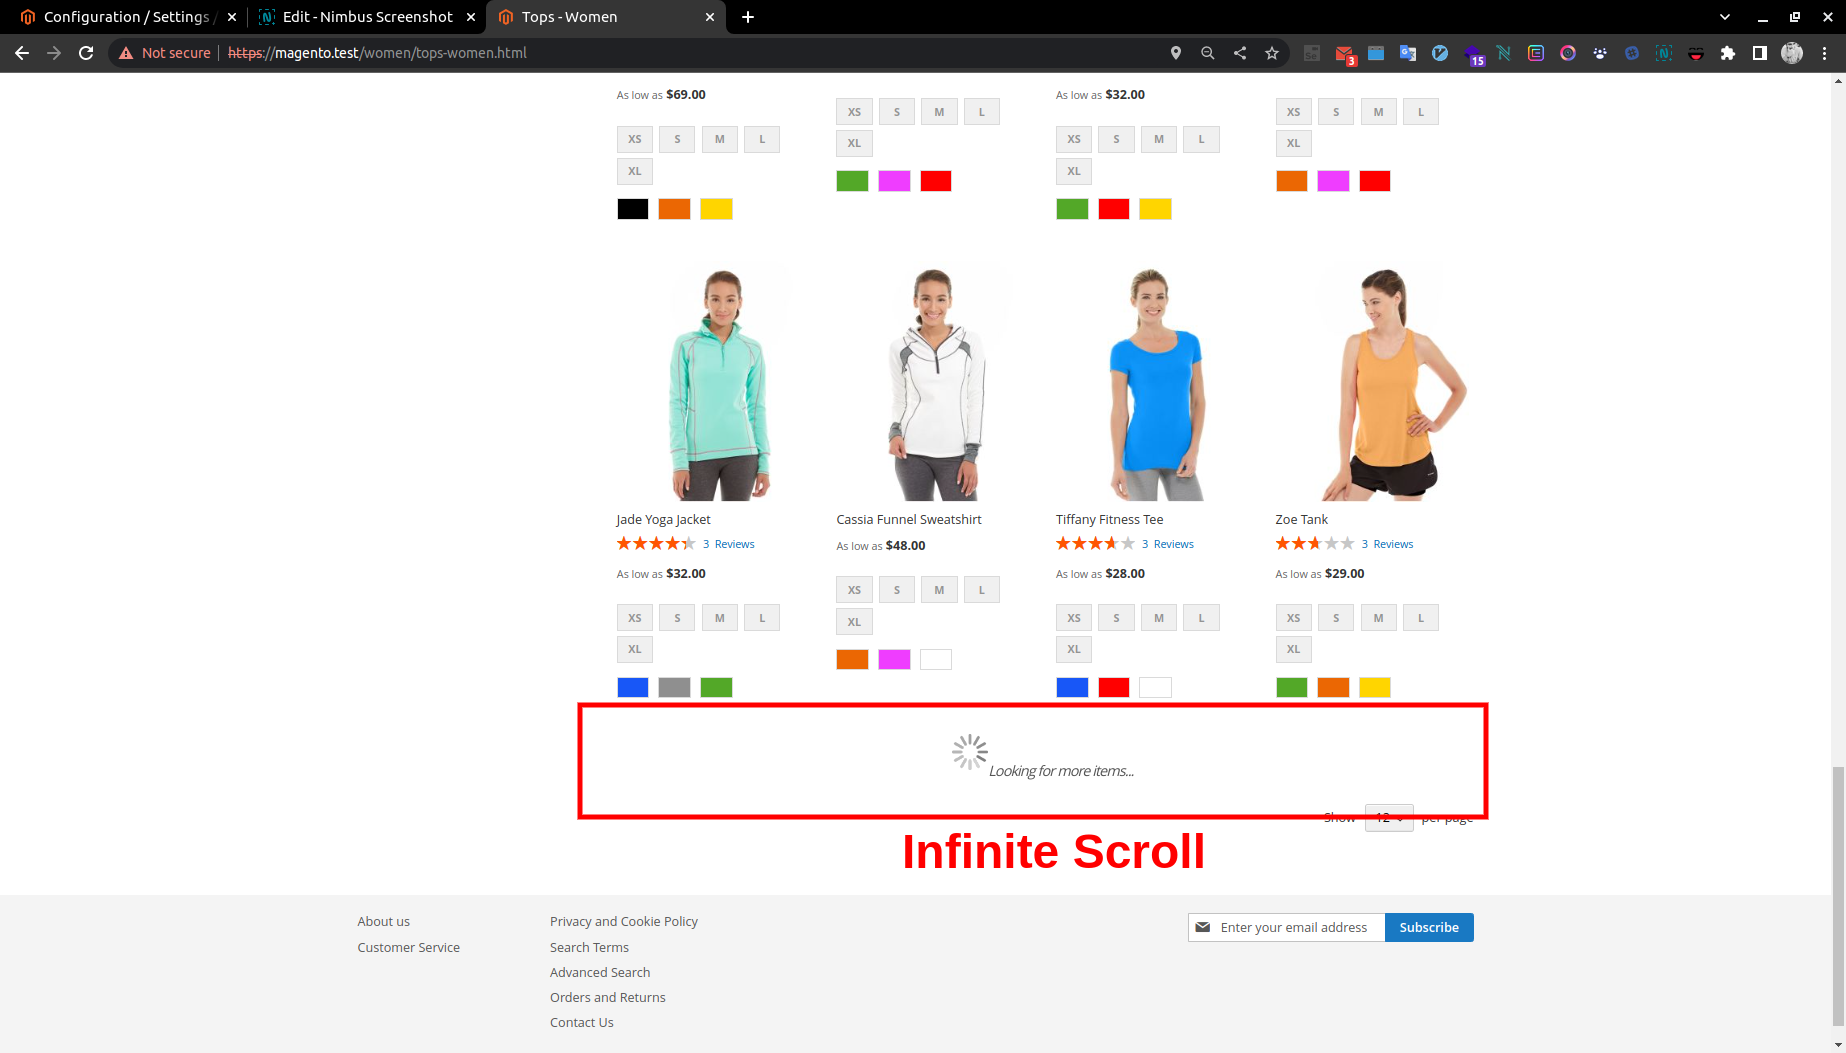 Configuration / Settings /
Edit - Nimbus Screenshot
Tops - Women
Not secure
https://magento.test/women/tops-women.html
3
15
As low as $69.00
XS S M L
XL
XS S M L
XL
As low as $32.00
XS S M L
XL
XS S M L
XL
Jade Yoga Jacket
3 Reviews
As low as $32.00
XS S M L
XL
Cassia Funnel Sweatshirt
As low as $48.00
XS S M L
XL
Tiffany Fitness Tee
3 Reviews
As low as $28.00
XS S M L
XL
Zoe Tank
3 Reviews
As low as $29.00
XS S M L
XL
Looking for more items...
Show 12 per page
Infinite Scroll
About us
Customer Service
Privacy and Cookie Policy
Search Terms
Advanced Search
Orders and Returns
Contact Us
Enter your email address
Subscribe